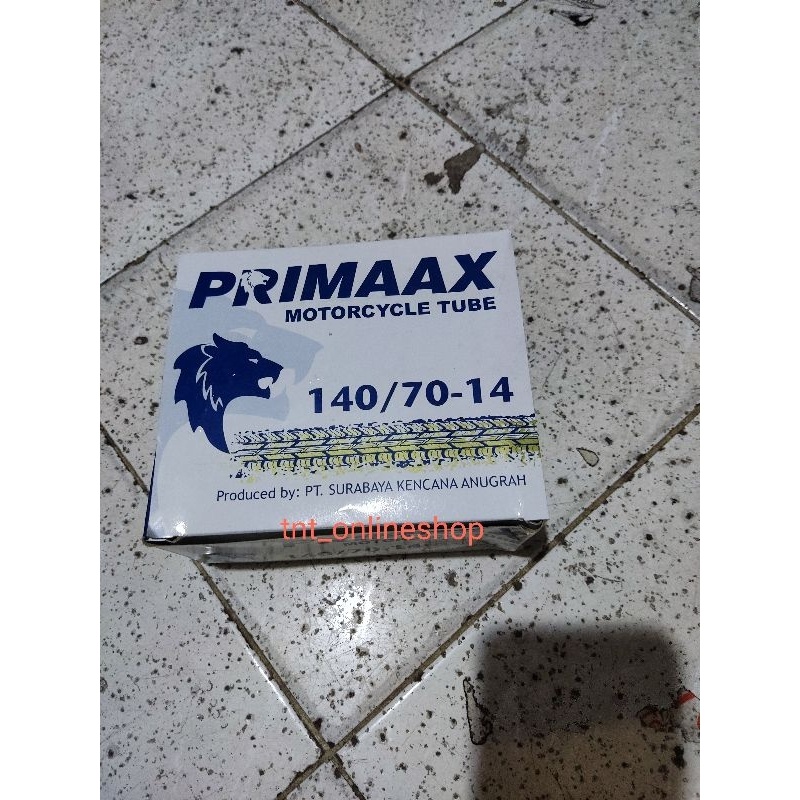 PRIMAAX
MOTORCYCLE TUBE
140/70-14
Produced by: PT. SURABAYA KENCANA ANUGRAH
tnt_onlineshop